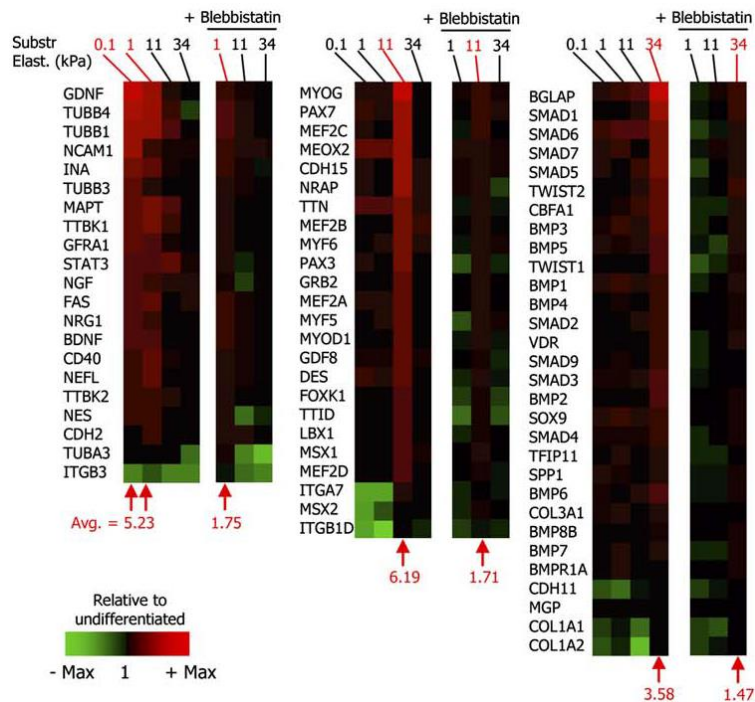 + Blebbistatin
Substr
Elast. (kPa)
0.1 1 11 34
1 11 34
GDNF
TUBB4
TUBB1
NCAM1
INA
TUBB3
MAPT
TTBK1
GFRA1
STAT3
NGF
FAS
NRG1
BDNF
CD40
NEFL
TTBK2
NES
CDH2
TUBA3
ITGB3
Avg. = 5.23
1.75
+ Blebbistatin
0.1 1 11 34
1 11 34
MYOG
PAX7
MEF2C
MEOX2
CDH15
NRAP
TTN
MEF2B
MYF6
PAX3
GRB2
MEF2A
MYF5
MYOD1
GDF8
DES
FOXK1
TTID
LBX1
MSX1
MEF2D
ITGA7
MSX2
ITGB1D
6.19
1.71
+ Blebbistatin
0.1 1 11 34
1 11 34
BGLAP
SMAD1
SMAD6
SMAD7
SMAD5
TWIST2
CBFA1
BMP3
BMP5
TWIST1
BMP1
BMP4
SMAD2
VDR
SMAD9
SMAD3
BMP2
SOX9
SMAD4
TFIP11
SPP1
BMP6
COL3A1
BMP8B
BMP7
BMPR1A
CDH11
MGP
COL1A1
COL1A2
3.58
1.47
Relative to
undifferentiated
- Max 1 + Max